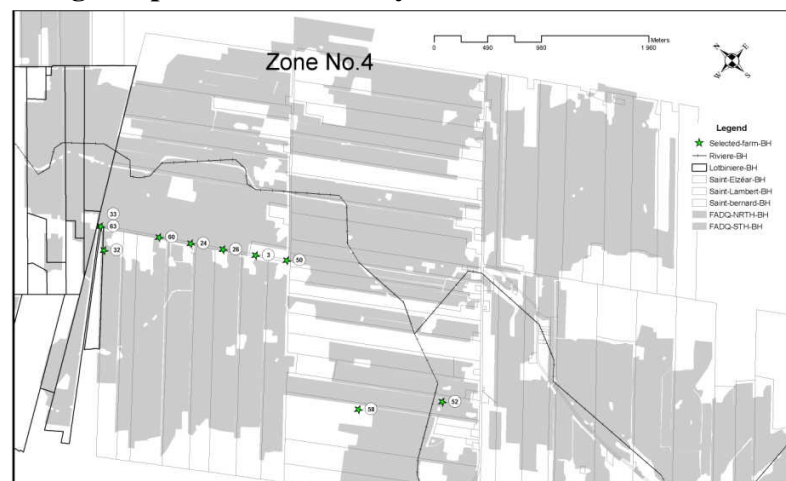 Zone No.4
Meters
0 490 980 1 960
N E
W S
Legend
Selected-farm-BH
Riviere-BH
Lotbiniere-BH
Saint-Elzéar-BH
Saint-Lambert-BH
Saint-bernard-BH
FADQ-NRTH-BH
FADQ-STH-BH
33
63
32
60
24
26
3
50
58
52